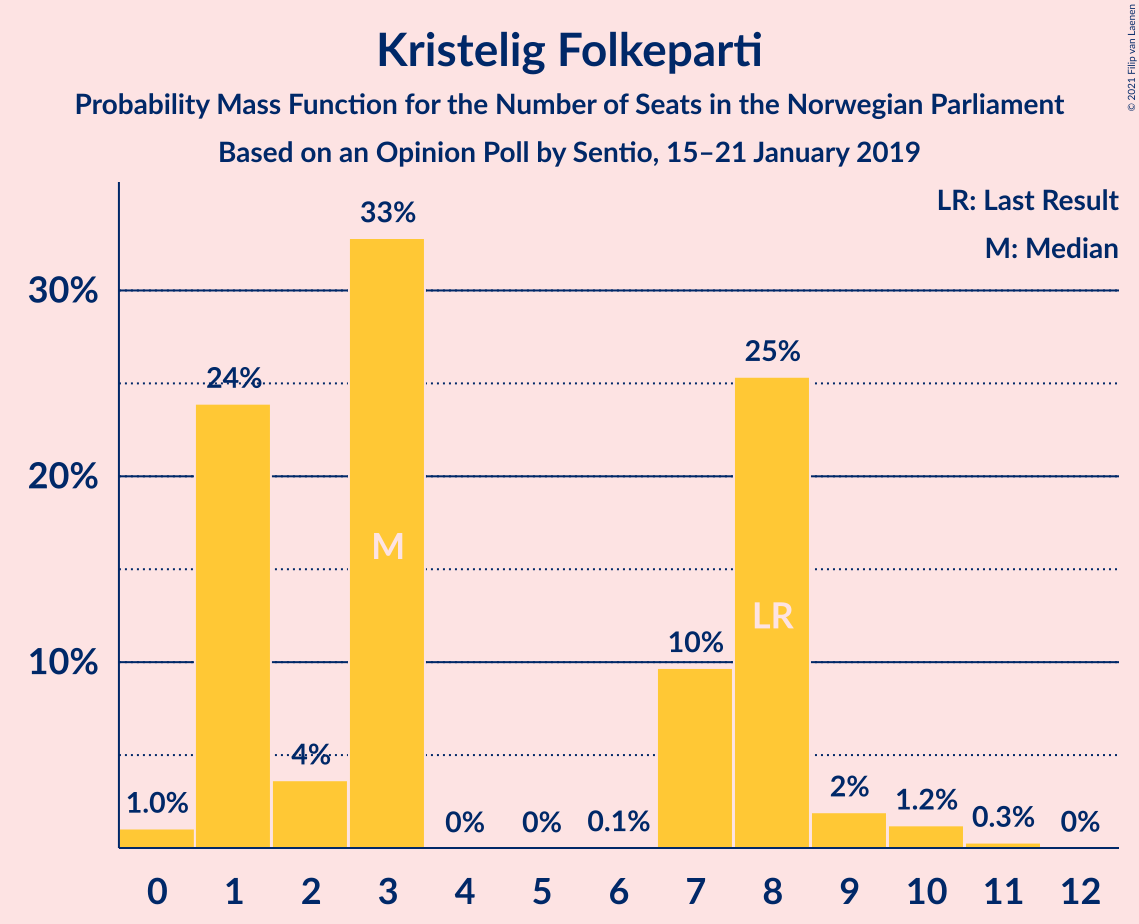 Kristelig Folkeparti
Probability Mass Function for the Number of Seats in the Norwegian Parliament
Based on an Opinion Poll by Sentio, 15–21 January 2019
© 2021 Filip van Laenen
LR: Last Result
M: Median
30%
20%
10%
1.0%
24%
4%
33%
0%
0%
0.1%
10%
25%
2%
1.2%
0.3%
0%
M
LR
0 1 2 3 4 5 6 7 8 9 10 11 12